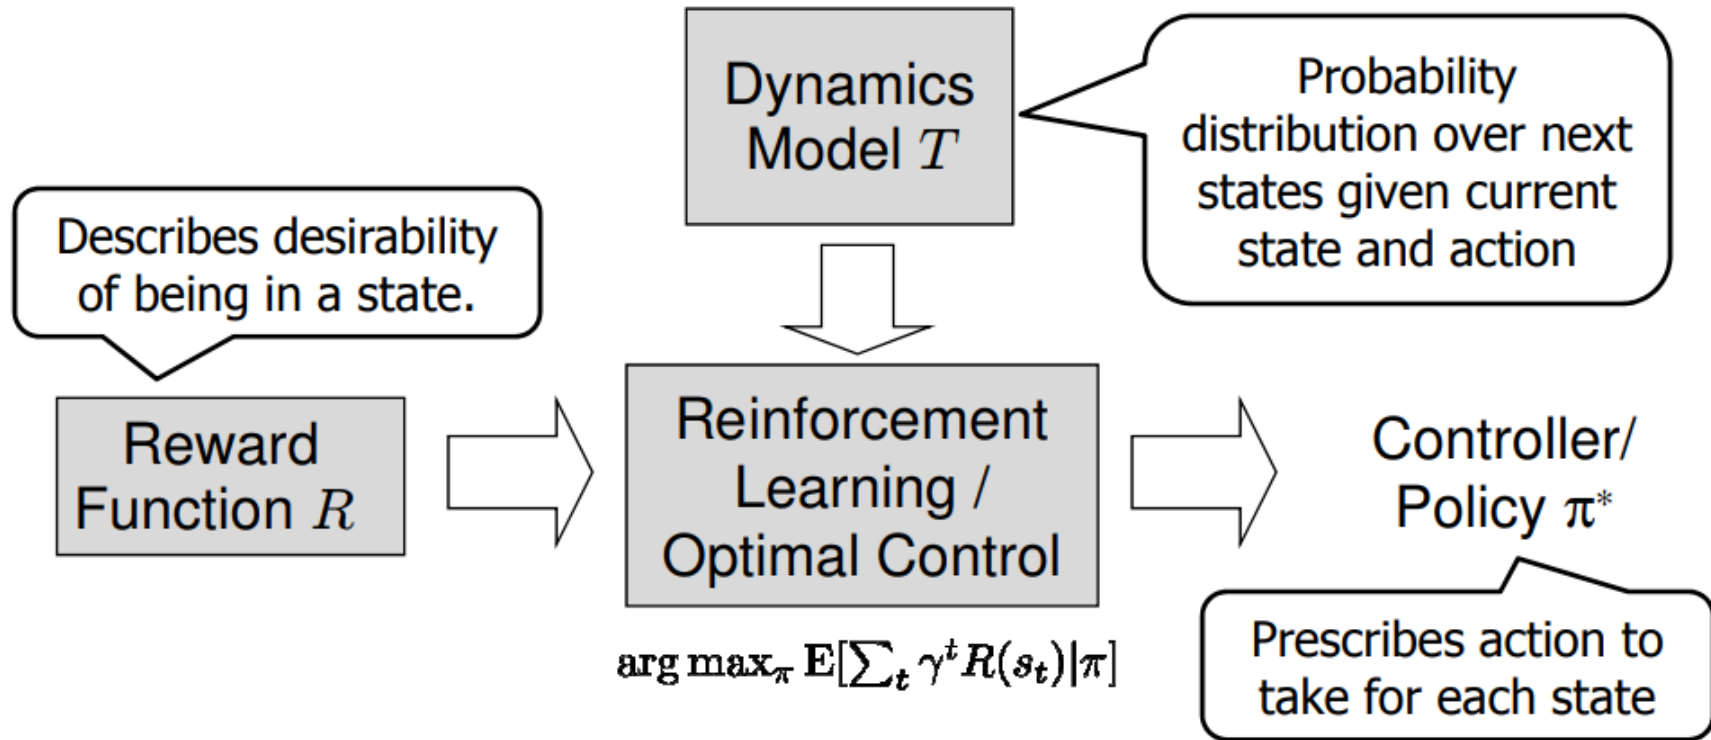 Dynamics
Model T
Probability
distribution over next
states given current
state and action
Describes desirability
of being in a state.
Reward
Function R
Reinforcement
Learning /
Optimal Control
Controller/
Policy π*
arg max_π E[∑_t γ^t R(s_t)|π]
Prescribes action to
take for each state